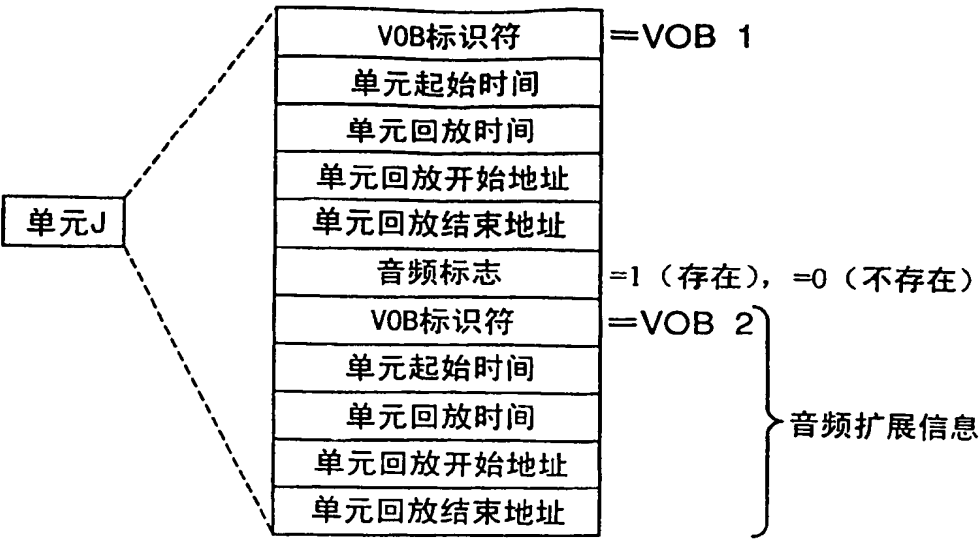 VOB标识符 =VOB 1
单元起始时间
单元回放时间
单元回放开始地址
单元J
单元回放结束地址
音频标志 =1（存在），=0（不存在）
VOB标识符 =VOB 2
单元起始时间
单元回放时间
音频扩展信息
单元回放开始地址
单元回放结束地址